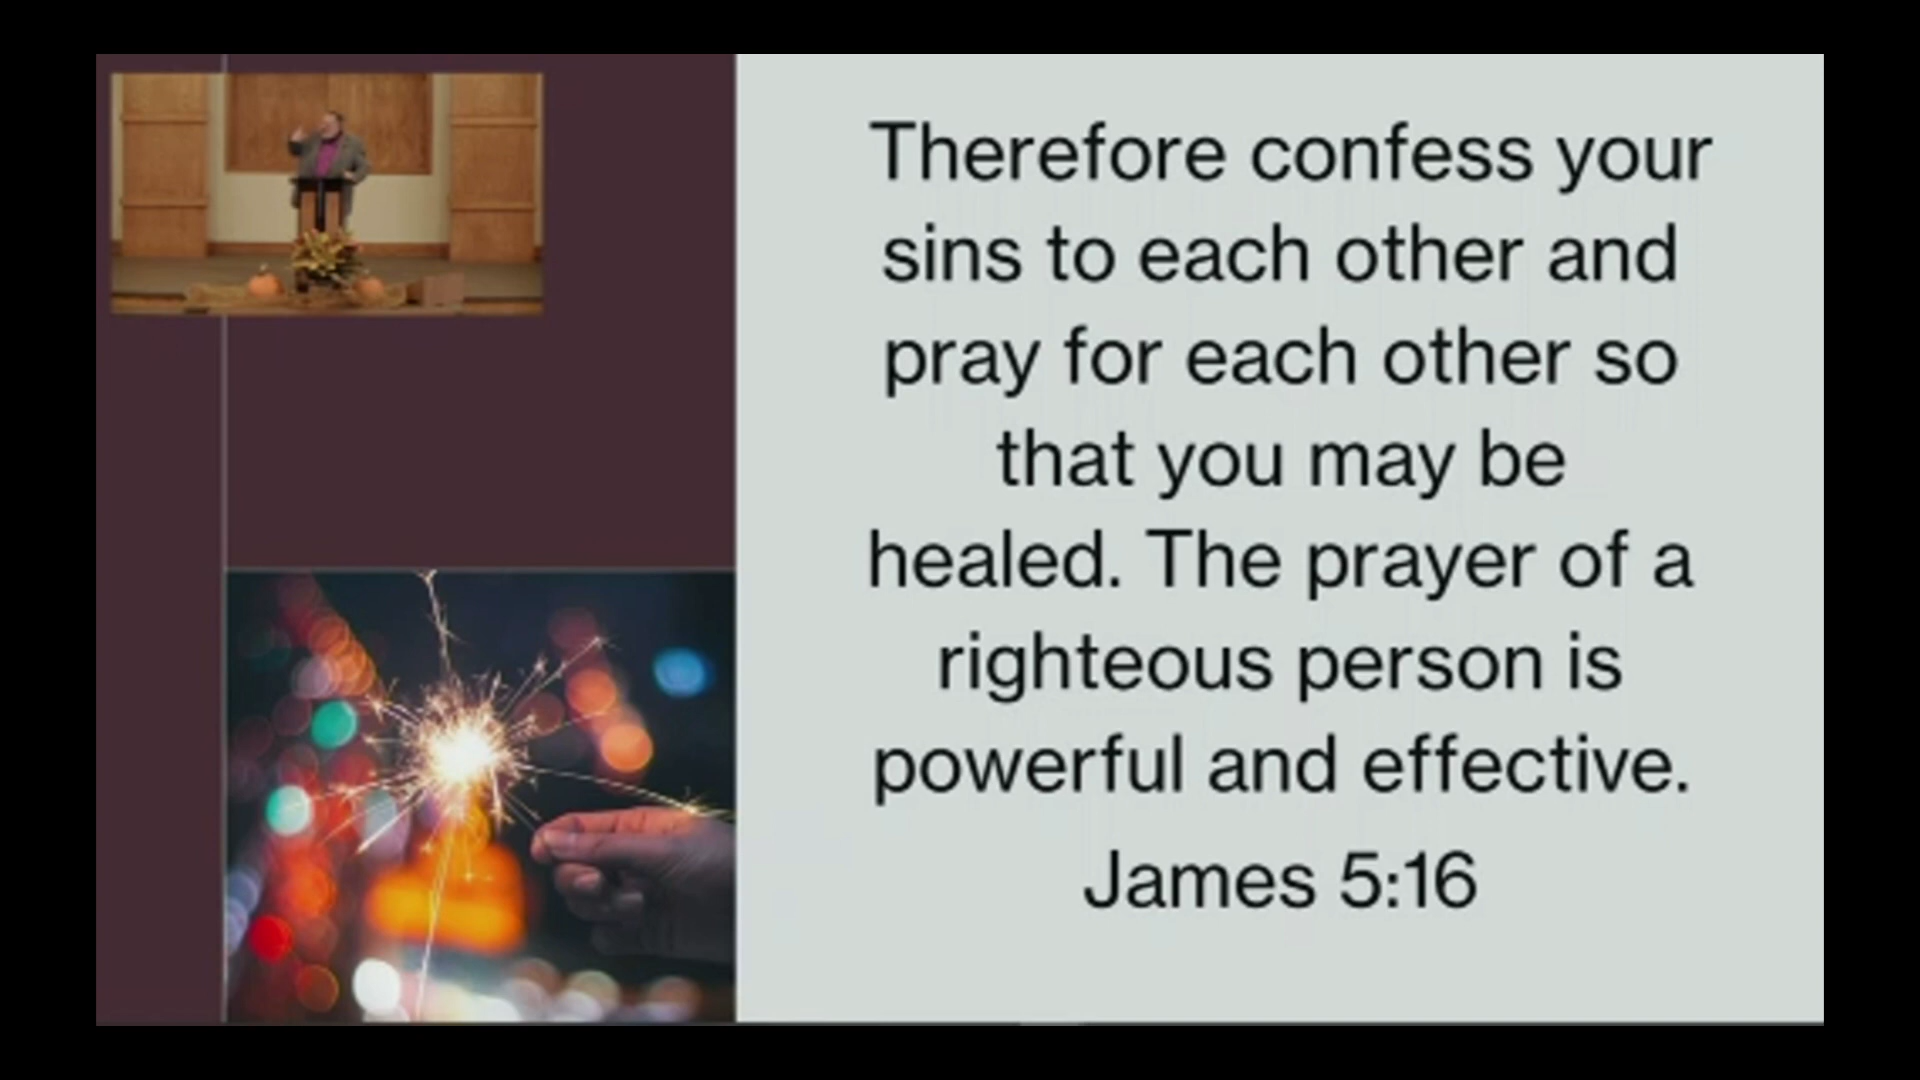 Therefore confess your
sins to each other and
pray for each other so
that you may be
healed. The prayer of a
righteous person is
powerful and effective.
James 5:16